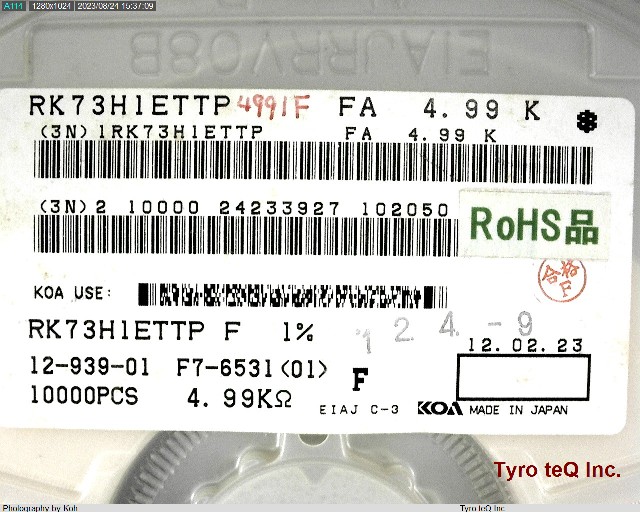 A114 1280x1024 2023/08/24 15:37:09
EIAJRRV08B
RK73H1ETTP 4991F FA 4.99 K
(3N) 1RK73H1ETTP FA 4.99 K
(3N) 2 10000 24233927 102050
RoHS品
KOA USE:
合格
F
RK73H1ETTP F 1%
12 4 -9
12.02.23
12-939-01 F7-6531(01) F
10000PCS 4.99KΩ
EIAJ C-3 KOA MADE IN JAPAN
Tyro teQ Inc.
Photography by Koh Tyro teQ Inc.